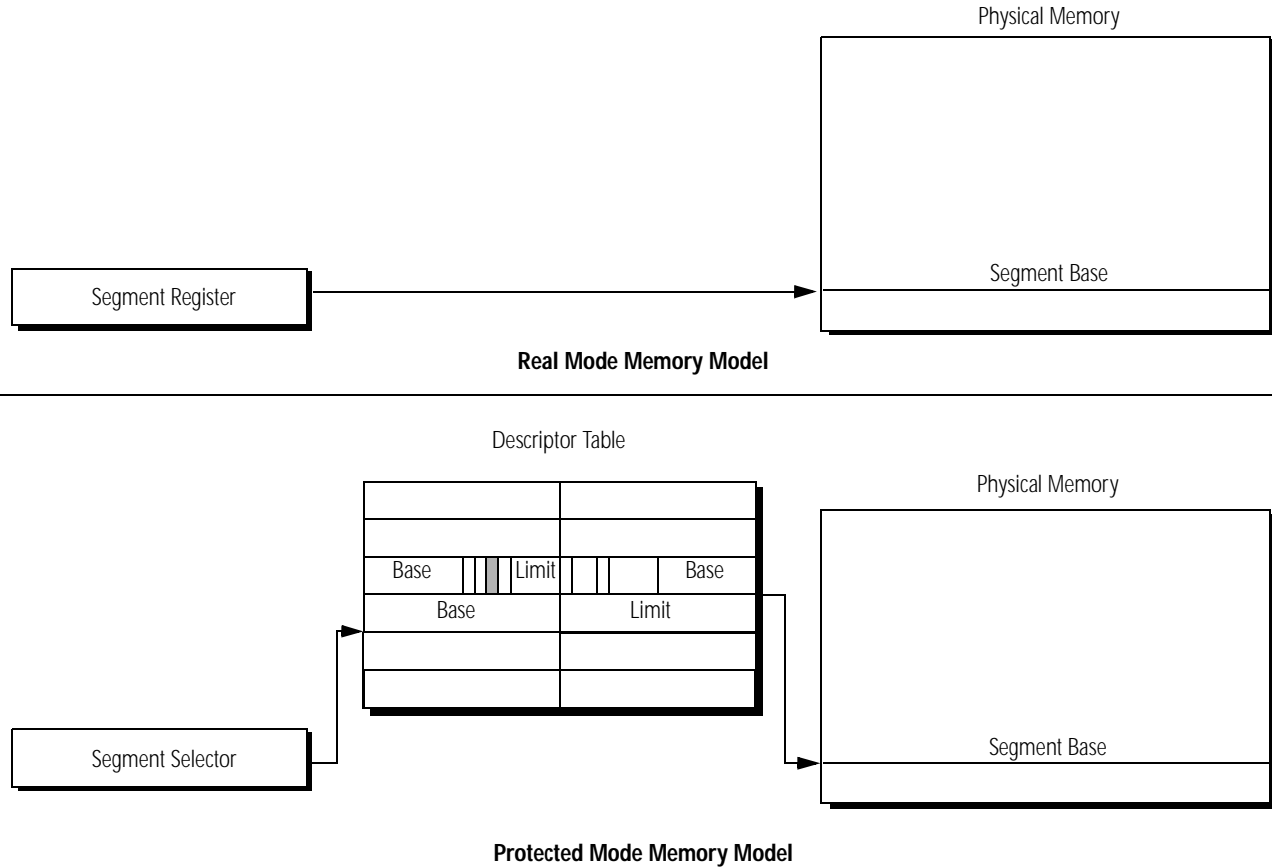 Physical Memory
Segment Base
Segment Register
Real Mode Memory Model
Descriptor Table
Physical Memory
Base Limit Base
Base Limit
Segment Base
Segment Selector
Protected Mode Memory Model